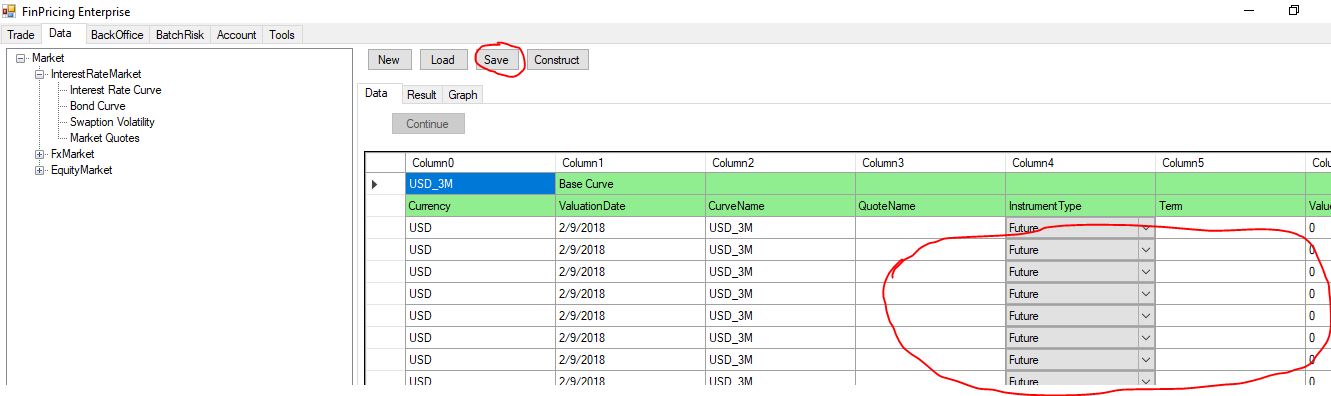 FinPricing Enterprise
Trade Data BackOffice BatchRisk Account Tools
Market
InterestRateMarket
Interest Rate Curve
Bond Curve
Swaption Volatility
Market Quotes
FxMarket
EquityMarket
New Load Save Construct
Data Result Graph
Continue
Column0 Column1 Column2 Column3 Column4 Column5 Colu
USD_3M Base Curve
Currency ValuationDate CurveName QuoteName InstrumentType Term Value
USD 2/9/2018 USD_3M Future 0
USD 2/9/2018 USD_3M Future 0
USD 2/9/2018 USD_3M Future 0
USD 2/9/2018 USD_3M Future 0
USD 2/9/2018 USD_3M Future 0
USD 2/9/2018 USD_3M Future 0
USD 2/9/2018 USD_3M Future 0
USD 2/9/2018 USD_3M Future 0